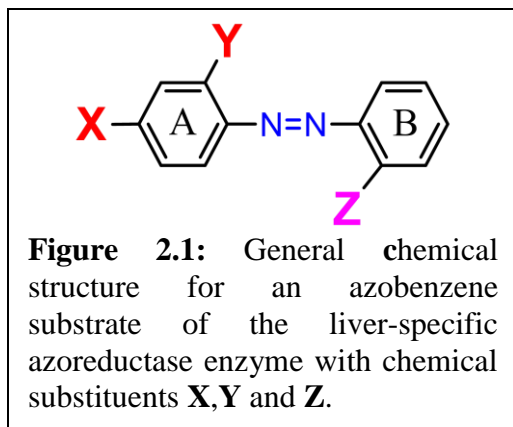 Y
X A N=N B
Z
Figure 2.1: General chemical
structure for an azobenzene
substrate of the liver-specific
azoreductase enzyme with chemical
substituents X,Y and Z.